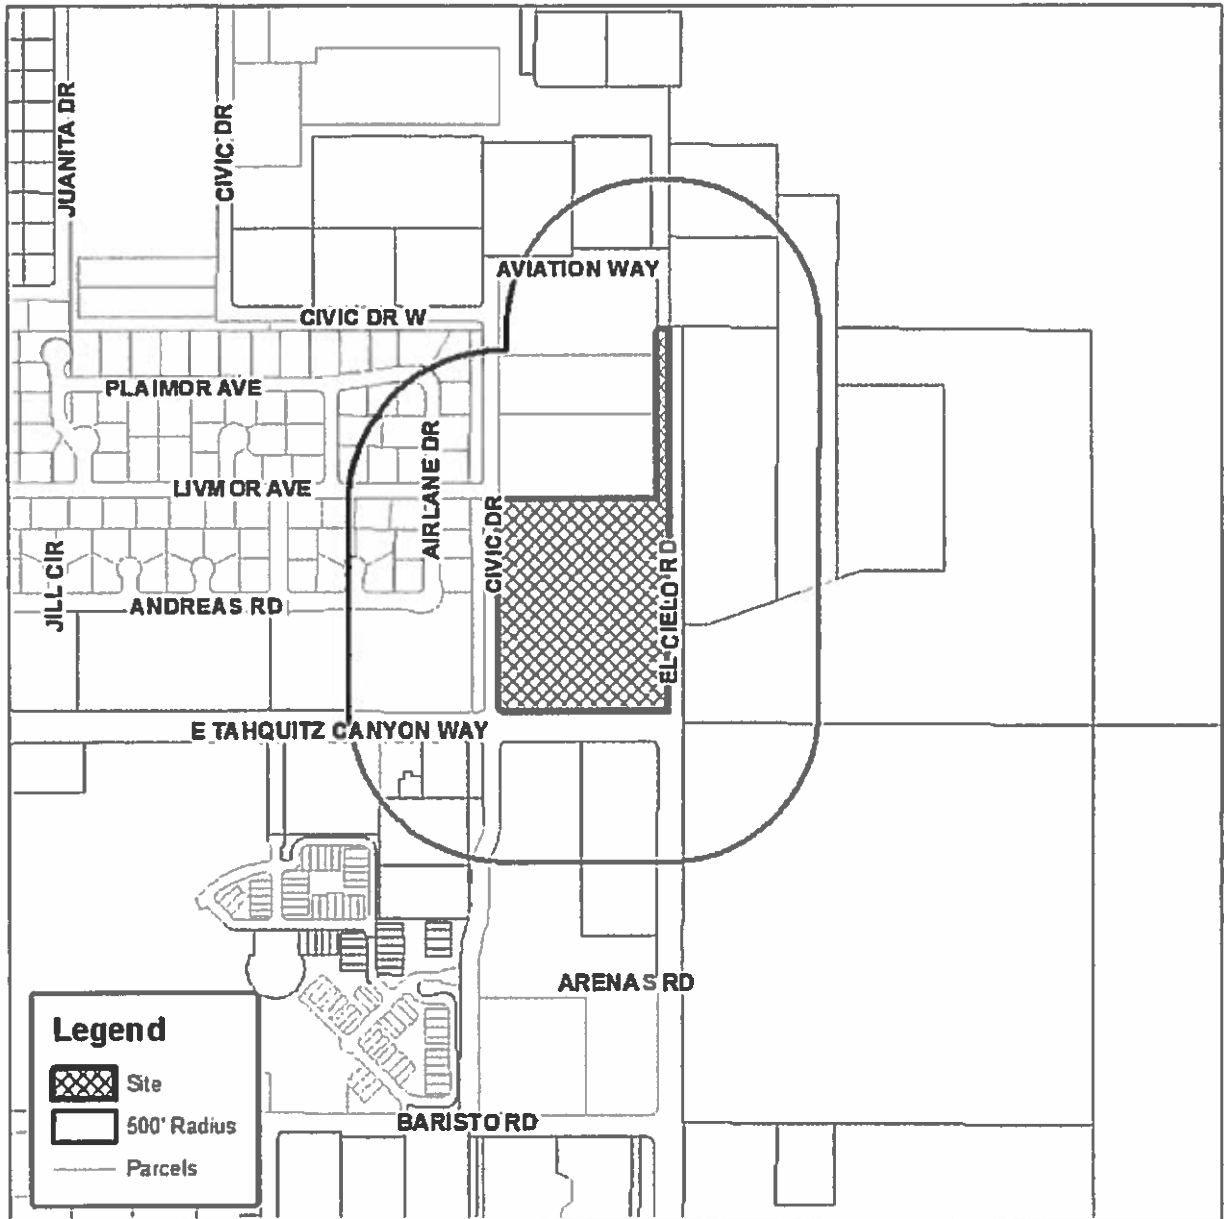 JUANITA DR
CIVIC DR
AVIATION WAY
CIVIC DR W
PLAIMOR AVE
LIVMOR AVE
AIRLANE DR
CIVIC DR
EL CIELO RD
JILL CIR
ANDREAS RD
E TAHQUITZ CANYON WAY
ARENAS RD
BARISTO RD
Legend
Site
500' Radius
Parcels